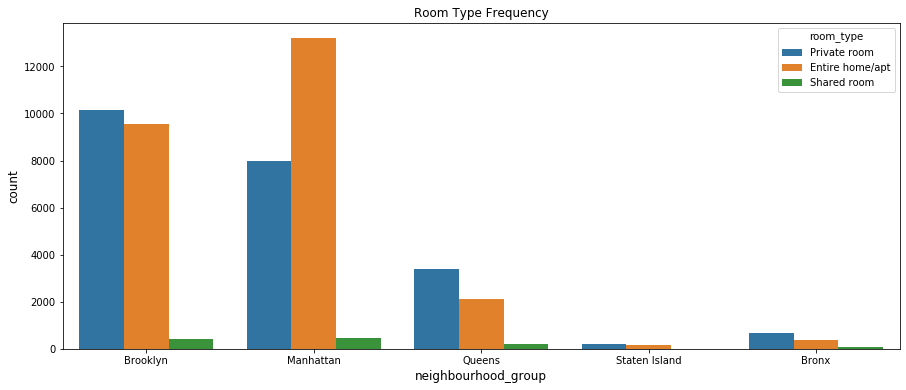 Room Type Frequency
room_type
Private room
Entire home/apt
Shared room
12000
10000
8000
6000
4000
2000
0
count
Brooklyn Manhattan Queens Staten Island Bronx
neighbourhood_group